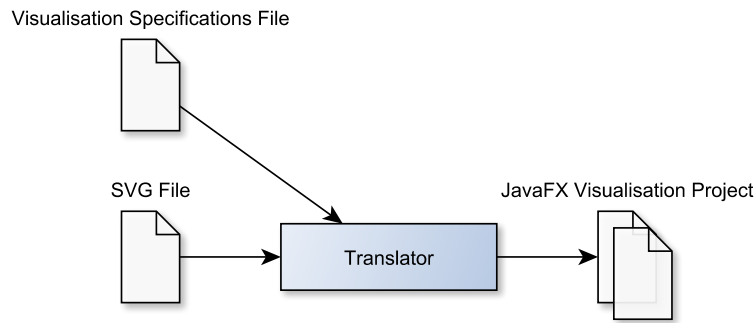 Visualisation Specifications File
SVG File
JavaFX Visualisation Project
Translator